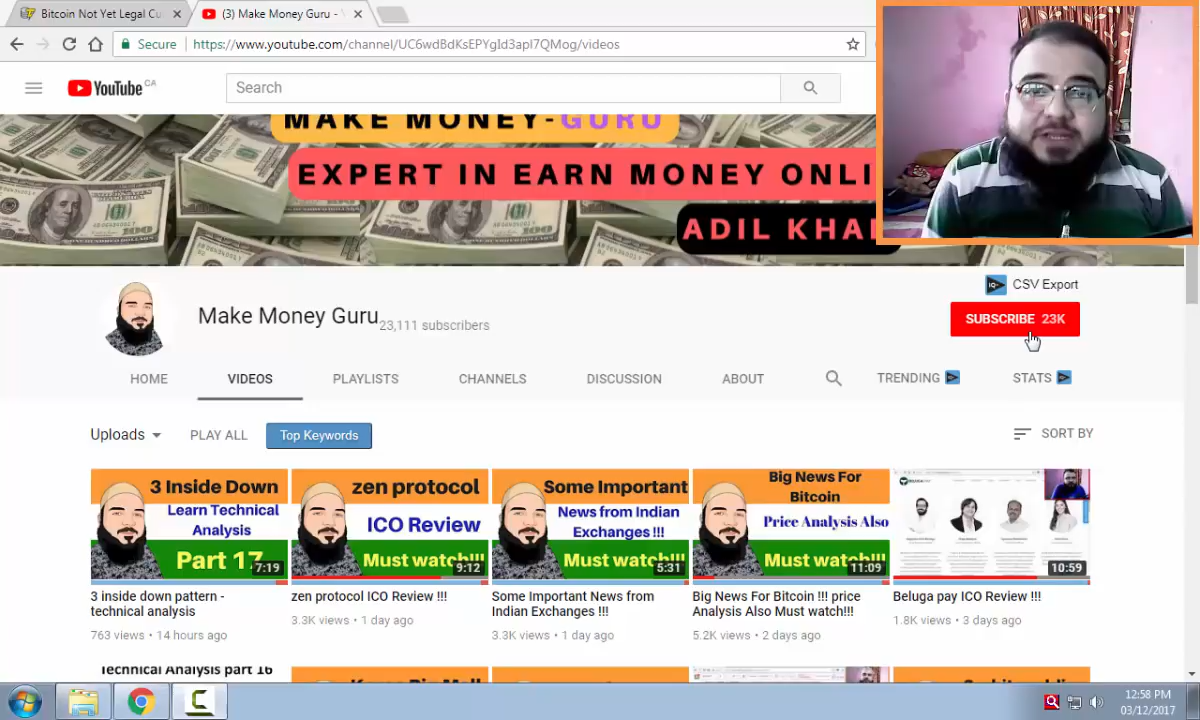 Bitcoin Not Yet Legal Cu
(3) Make Money Guru -
Secure
https://www.youtube.com/channel/UC6wdBdKsEPYgId3apI7QMog/videos
YouTube CA
Search
MAKE MONEY-GURU
EXPERT IN EARN MONEY ONLI
ADIL KHA
CSV Export
Make Money Guru
23,111 subscribers
SUBSCRIBE 23K
HOME
VIDEOS
PLAYLISTS
CHANNELS
DISCUSSION
ABOUT
TRENDING
STATS
Uploads
PLAY ALL
Top Keywords
SORT BY
3 Inside Down
Learn Technical
Analysis
Part 17
7:19
zen protocol
ICO Review
Must watch!!!
9:12
Some Important
News from Indian
Exchanges !!!
Must watch!!!
5:31
Big News For
Bitcoin
Price Analysis Also
Must wat
11:09
10:59
3 inside down pattern -
technical analysis
763 views • 14 hours ago
zen protocol ICO Review !!!
3.3K views • 1 day ago
Some Important News from
Indian Exchanges !!!
3.3K views • 1 day ago
Big News For Bitcoin !!! price
Analysis Also Must watch!!!
5.2K views • 2 days ago
Beluga pay ICO Review !!!
1.8K views • 3 days ago
Technical Analysis part 16
12:58 PM
03/12/2017